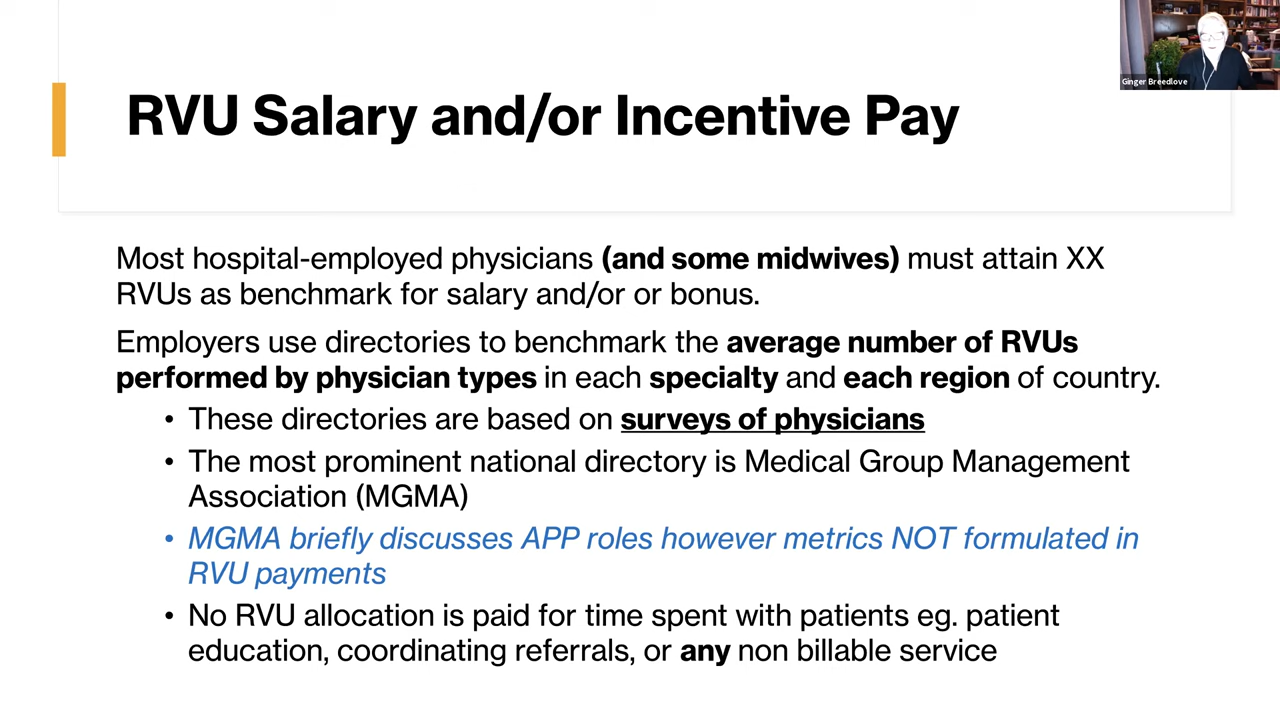 Ginger Breedlove
RVU Salary and/or Incentive Pay
Most hospital-employed physicians (and some midwives) must attain XX
RVUs as benchmark for salary and/or or bonus.
Employers use directories to benchmark the average number of RVUs
performed by physician types in each specialty and each region of country.
• These directories are based on surveys of physicians
• The most prominent national directory is Medical Group Management
Association (MGMA)
• MGMA briefly discusses APP roles however metrics NOT formulated in
RVU payments
• No RVU allocation is paid for time spent with patients eg. patient
education, coordinating referrals, or any non billable service